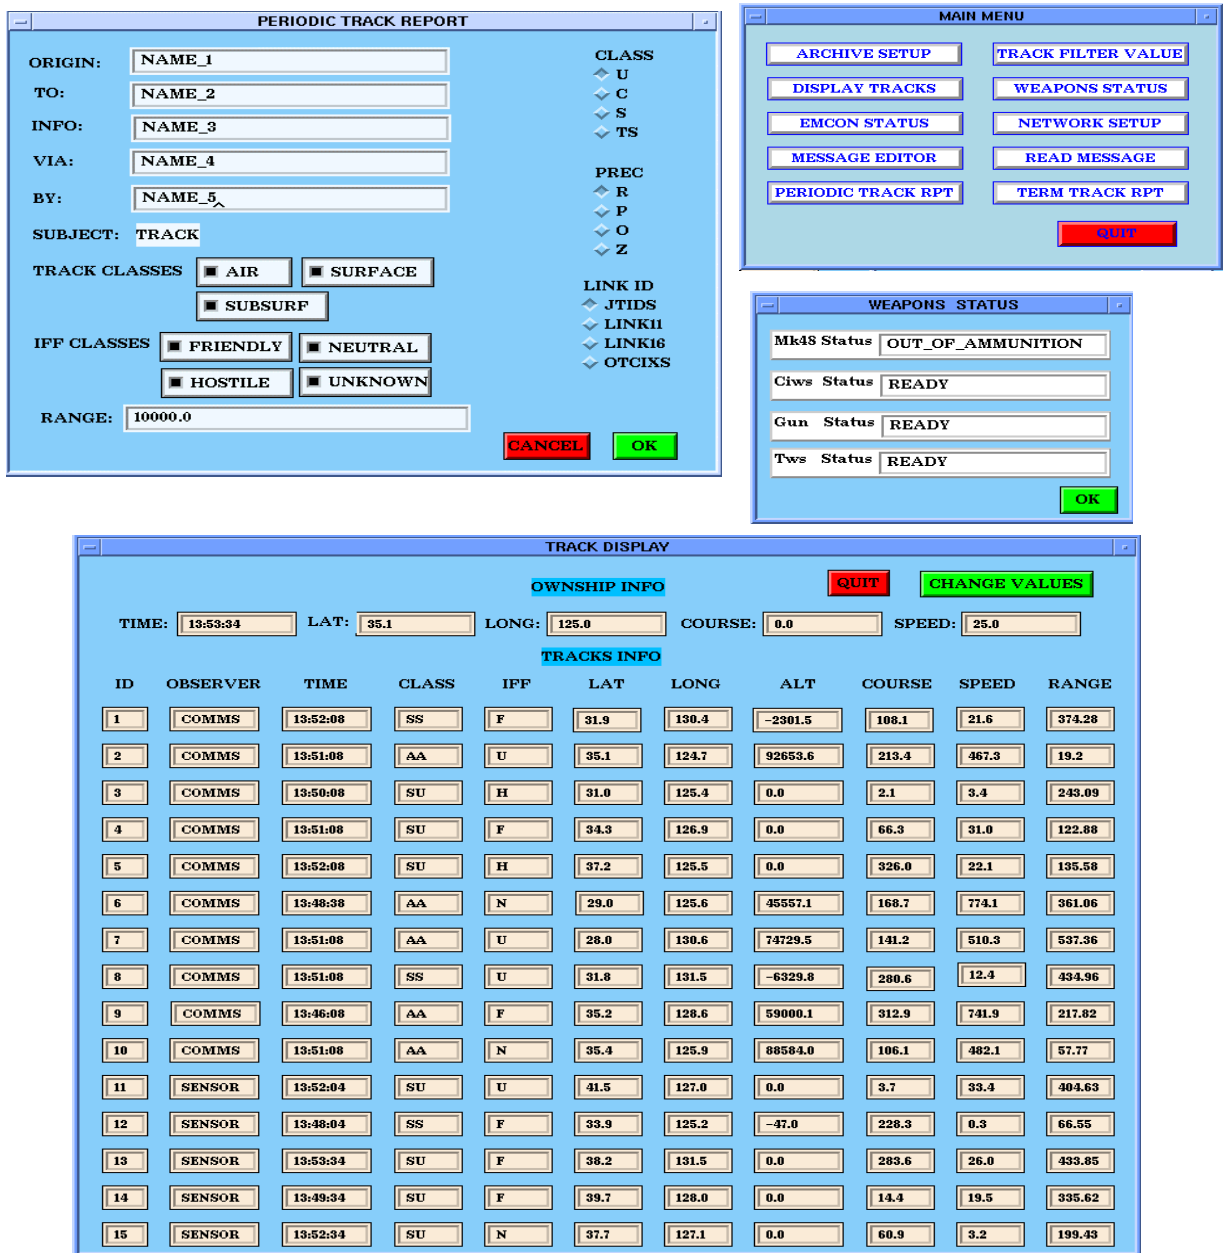 PERIODIC TRACK REPORT
ORIGIN: NAME_1
TO: NAME_2
INFO: NAME_3
VIA: NAME_4
BY: NAME_5
SUBJECT: TRACK
TRACK CLASSES AIR SURFACE
SUBSURF
IFF CLASSES FRIENDLY NEUTRAL
HOSTILE UNKNOWN
RANGE: 10000.0
CLASS
U
C
S
TS
PREC
R
P
O
Z
LINK ID
JTIDS
LINK11
LINK16
OTCIXS
CANCEL OK
MAIN MENU
ARCHIVE SETUP TRACK FILTER VALUE
DISPLAY TRACKS WEAPONS STATUS
EMCON STATUS NETWORK SETUP
MESSAGE EDITOR READ MESSAGE
PERIODIC TRACK RPT TERM TRACK RPT
QUIT
WEAPONS STATUS
Mk48 Status OUT_OF_AMMUNITION
Ciws Status READY
Gun Status READY
Tws Status READY
OK
TRACK DISPLAY
OWNSHIP INFO QUIT CHANGE VALUES
TIME: 13:53:34 LAT: 35.1 LONG: 125.0 COURSE: 0.0 SPEED: 25.0
TRACKS INFO
ID OBSERVER TIME CLASS IFF LAT LONG ALT COURSE SPEED RANGE
1 COMMS 13:52:08 SS F 31.9 130.4 -2301.5 108.1 21.6 374.28
2 COMMS 13:51:08 AA U 35.1 124.7 92653.6 213.4 467.3 19.2
3 COMMS 13:50:08 SU H 31.0 125.4 0.0 2.1 3.4 243.09
4 COMMS 13:51:08 SU F 34.3 126.9 0.0 66.3 31.0 122.88
5 COMMS 13:52:08 SU H 37.2 125.5 0.0 326.0 22.1 135.58
6 COMMS 13:48:38 AA N 29.0 125.6 45557.1 168.7 774.1 361.06
7 COMMS 13:51:08 AA U 28.0 130.6 74729.5 141.2 510.3 537.36
8 COMMS 13:51:08 SS U 31.8 131.5 -6329.8 280.6 12.4 434.96
9 COMMS 13:46:08 AA F 35.2 128.6 59000.1 312.9 741.9 217.82
10 COMMS 13:51:08 AA N 35.4 125.9 88584.0 106.1 482.1 57.77
11 SENSOR 13:52:04 SU U 41.5 127.0 0.0 3.7 33.4 404.63
12 SENSOR 13:48:04 SS F 33.9 125.2 -47.0 228.3 0.3 66.55
13 SENSOR 13:53:34 SU F 38.2 131.5 0.0 283.6 26.0 433.85
14 SENSOR 13:49:34 SU F 39.7 128.0 0.0 14.4 19.5 335.62
15 SENSOR 13:52:34 SU N 37.7 127.1 0.0 60.9 3.2 199.43